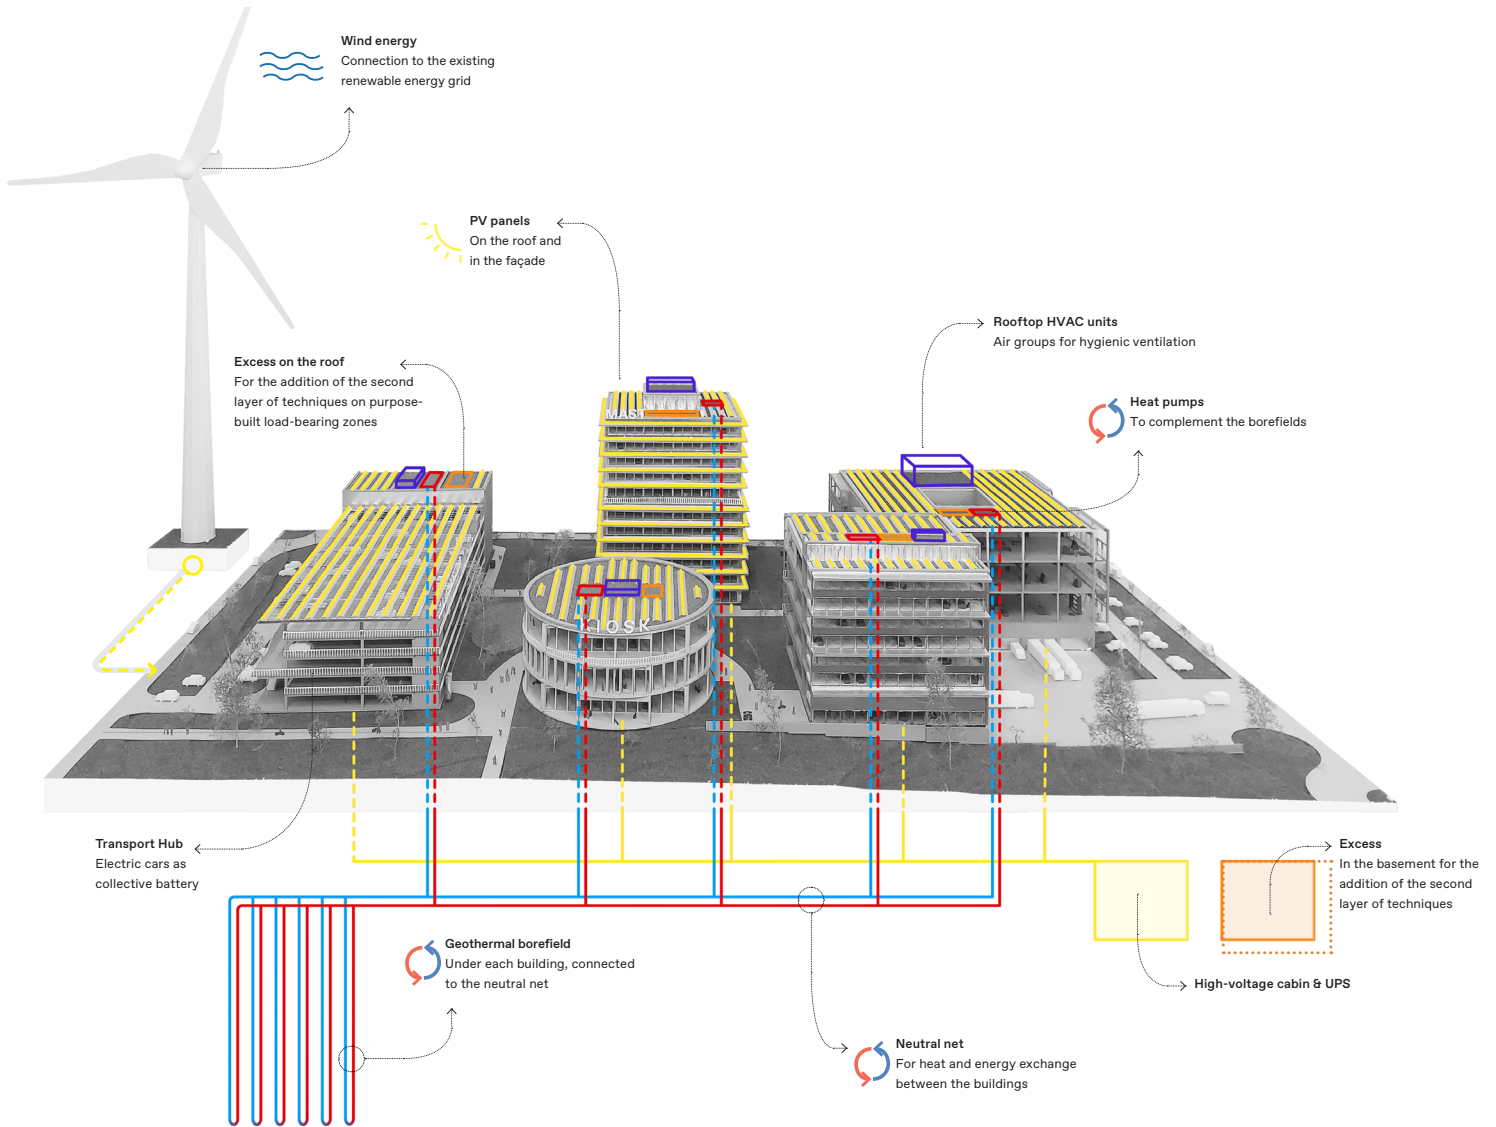 Wind energy
Connection to the existing
renewable energy grid
PV panels
On the roof and
in the façade
Rooftop HVAC units
Air groups for hygienic ventilation
Excess on the roof
For the addition of the second
layer of techniques on purpose-
built load-bearing zones
Heat pumps
To complement the borefields
MAST
KIOSK
Transport Hub
Electric cars as
collective battery
Excess
In the basement for the
addition of the second
layer of techniques
Geothermal borefield
Under each building, connected
to the neutral net
High-voltage cabin & UPS
Neutral net
For heat and energy exchange
between the buildings